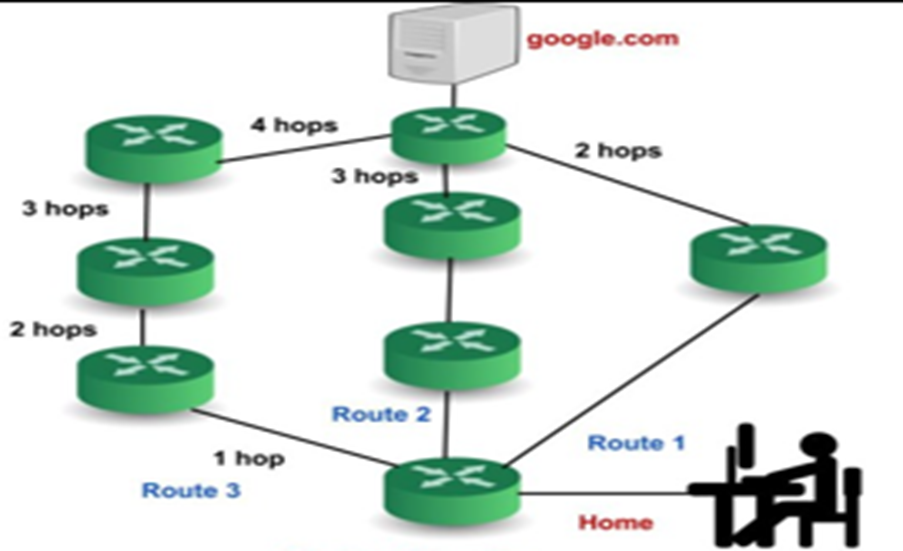 google.com
4 hops
2 hops
3 hops
3 hops
2 hops
Route 2
Route 1
1 hop
Route 3
Home